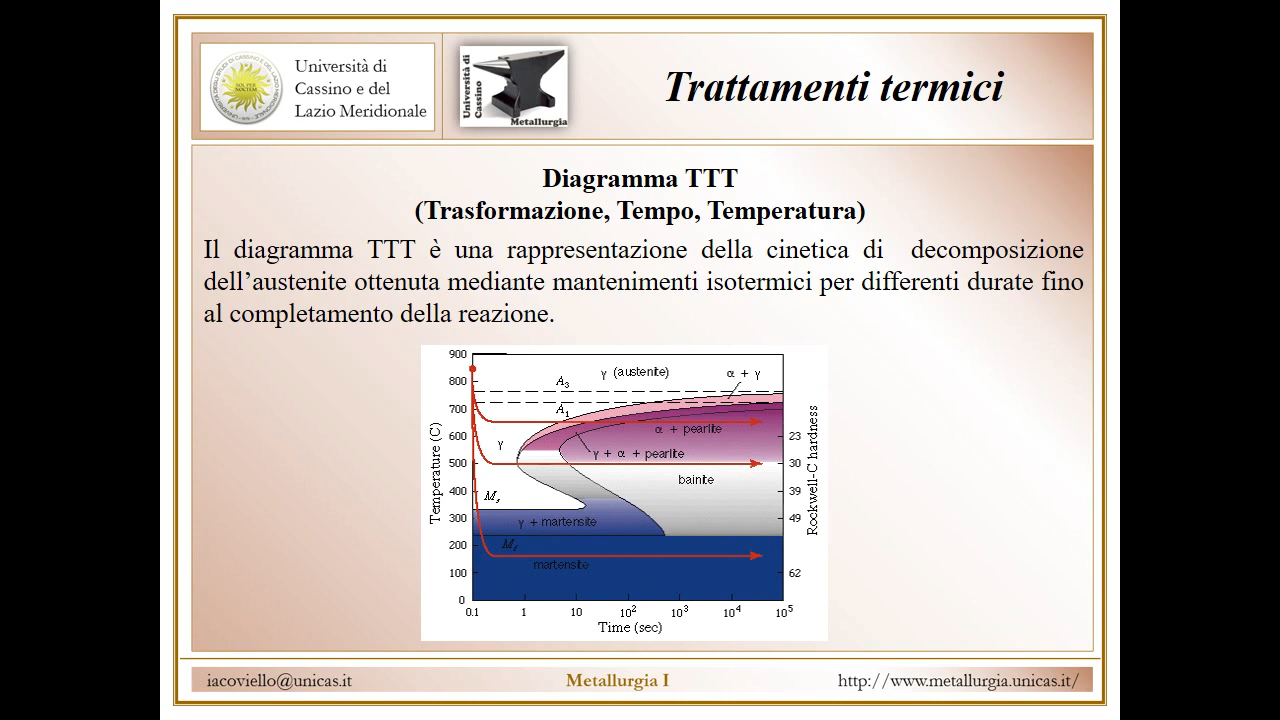 Università di
Cassino e del
Lazio Meridionale
Università di
Cassino
Metallurgia
Trattamenti termici
Diagramma TTT
(Trasformazione, Tempo, Temperatura)
Il diagramma TTT è una rappresentazione della cinetica di decomposizione
dell’austenite ottenuta mediante mantenimenti isotermici per differenti durate fino
al completamento della reazione.
900
800
700
600
500
400
300
200
100
0
Temperature (C)
A3
A1
γ (austenite)
α + γ
α + pearlite
γ
γ + α + pearlite
bainite
Ms
γ + martensite
Mf
martensite
23
30
39
49
62
Rockwell-C hardness
0.1 1 10 10² 10³ 10⁴ 10⁵
Time (sec)
iacoviello@unicas.it
Metallurgia I
http://www.metallurgia.unicas.it/